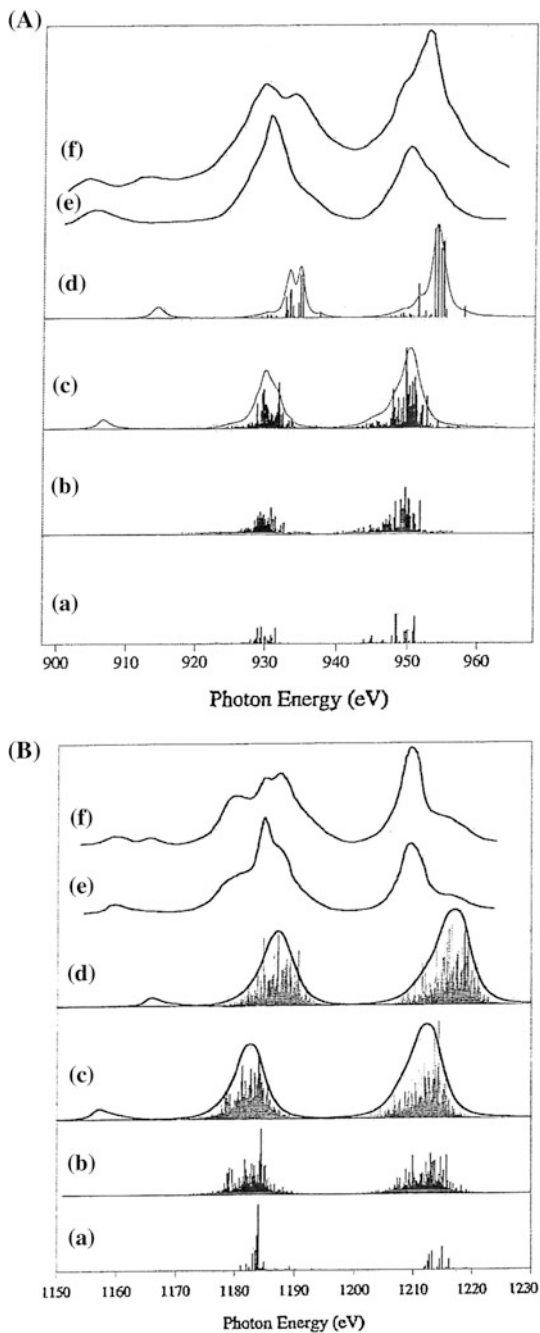 (A)
(f)
(e)
(d)
(c)
(b)
(a)
900 910 920 930 940 950 960
Photon Energy (eV)
(B)
(f)
(e)
(d)
(c)
(b)
(a)
1150 1160 1170 1180 1190 1200 1210 1220 1230
Photon Energy (eV)